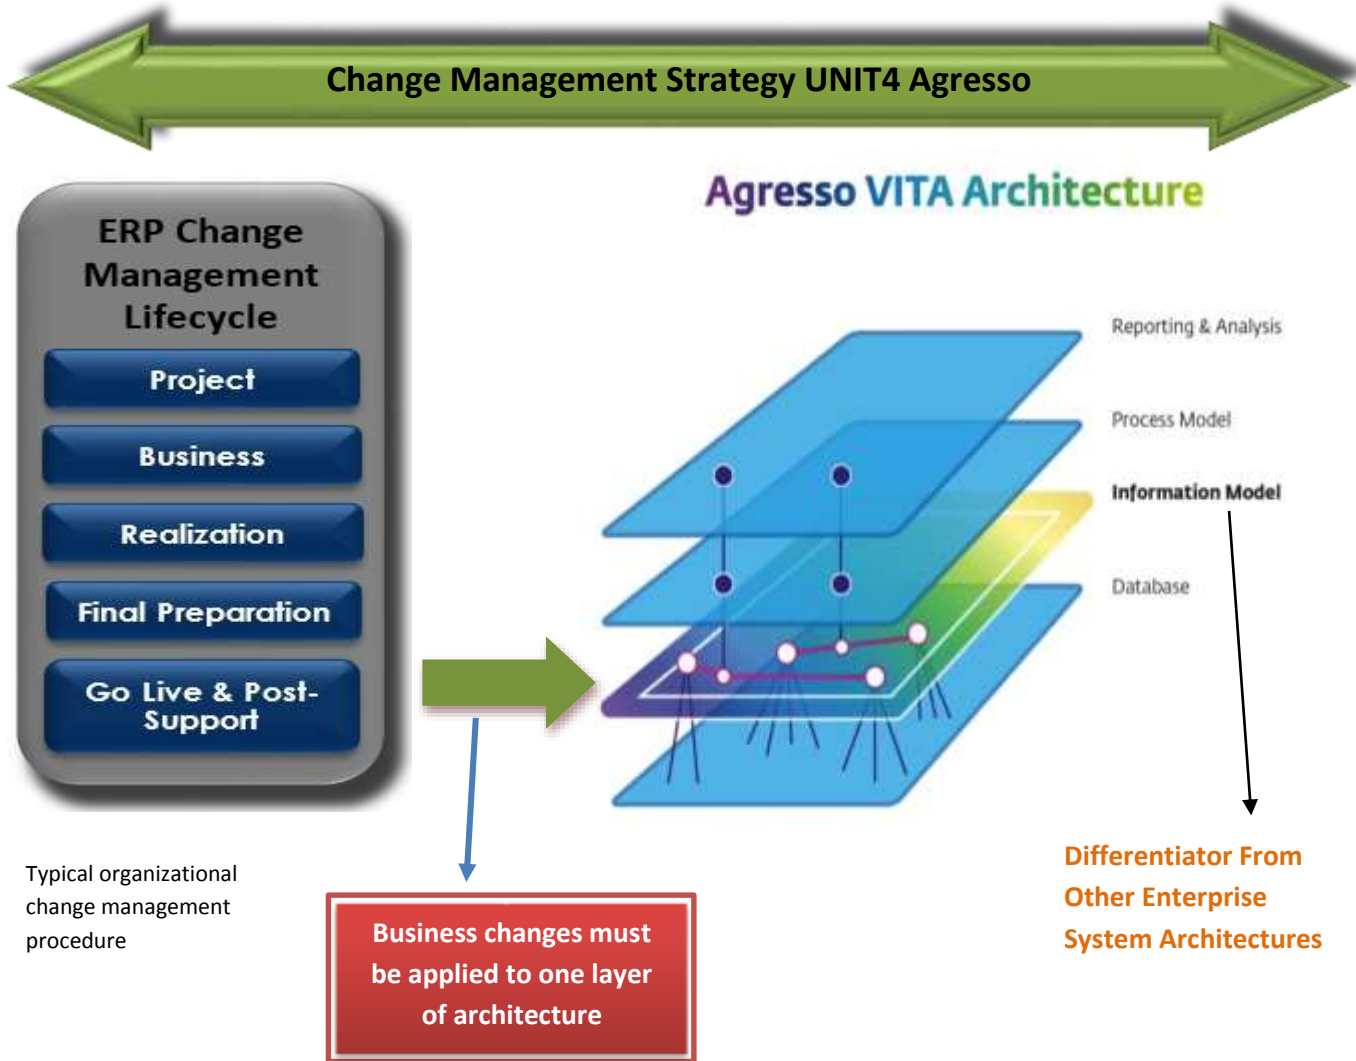 Change Management Strategy UNIT4 Agresso
Agresso VITA Architecture
ERP Change
Management
Lifecycle
Project
Business
Realization
Final Preparation
Go Live & Post-
Support
Reporting & Analysis
Process Model
Information Model
Database
Typical organizational
change management
procedure
Business changes must
be applied to one layer
of architecture
Differentiator From
Other Enterprise
System Architectures